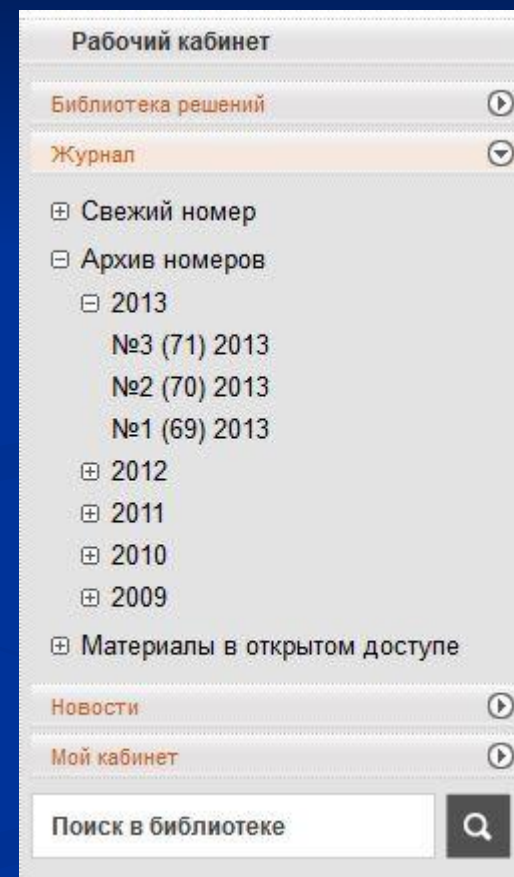 Рабочий кабинет
Библиотека решений
Журнал
Свежий номер
Архив номеров
2013
№3 (71) 2013
№2 (70) 2013
№1 (69) 2013
2012
2011
2010
2009
Материалы в открытом доступе
Новости
Мой кабинет
Поиск в библиотеке